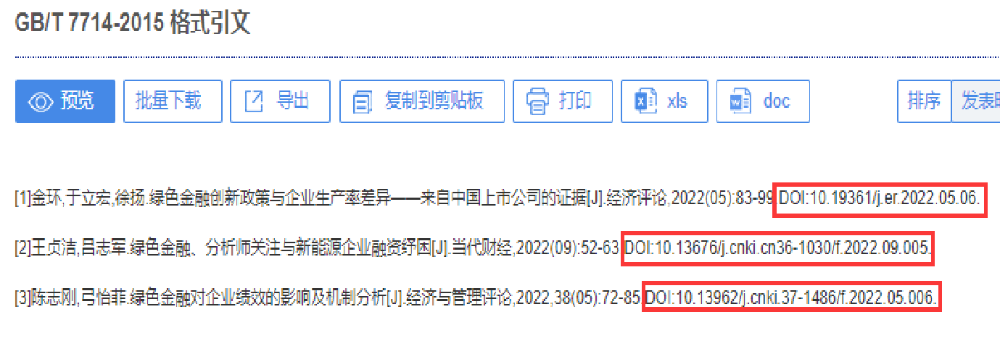 GB/T 7714-2015 格式引文
预览 批量下载 导出 复制到剪贴板 打印 xls doc 排序 发表时
[1]金环,于立宏,徐扬.绿色金融创新政策与企业生产率差异——来自中国上市公司的证据[J].经济评论,2022(05):83-99.DOI:10.19361/j.er.2022.05.06.
[2]王贞洁,吕志军.绿色金融、分析师关注与新能源企业融资纾困[J].当代财经,2022(09):52-63.DOI:10.13676/j.cnki.cn36-1030/f.2022.09.005.
[3]陈志刚,弓怡菲.绿色金融对企业绩效的影响及机制分析[J].经济与管理评论,2022,38(05):72-85.DOI:10.13962/j.cnki.37-1486/f.2022.05.006.